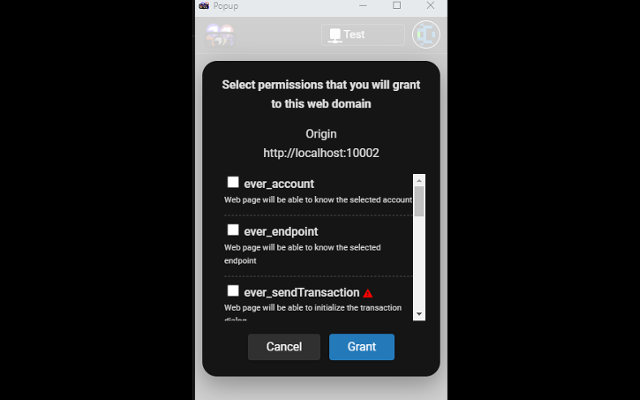 Popup
Test
Select permissions that you will grant
to this web domain
Origin
http://localhost:10002
ever_account
Web page will be able to know the selected account
ever_endpoint
Web page will be able to know the selected
endpoint
ever_sendTransaction
Web page will be able to initialize the transaction
dialog
Cancel
Grant